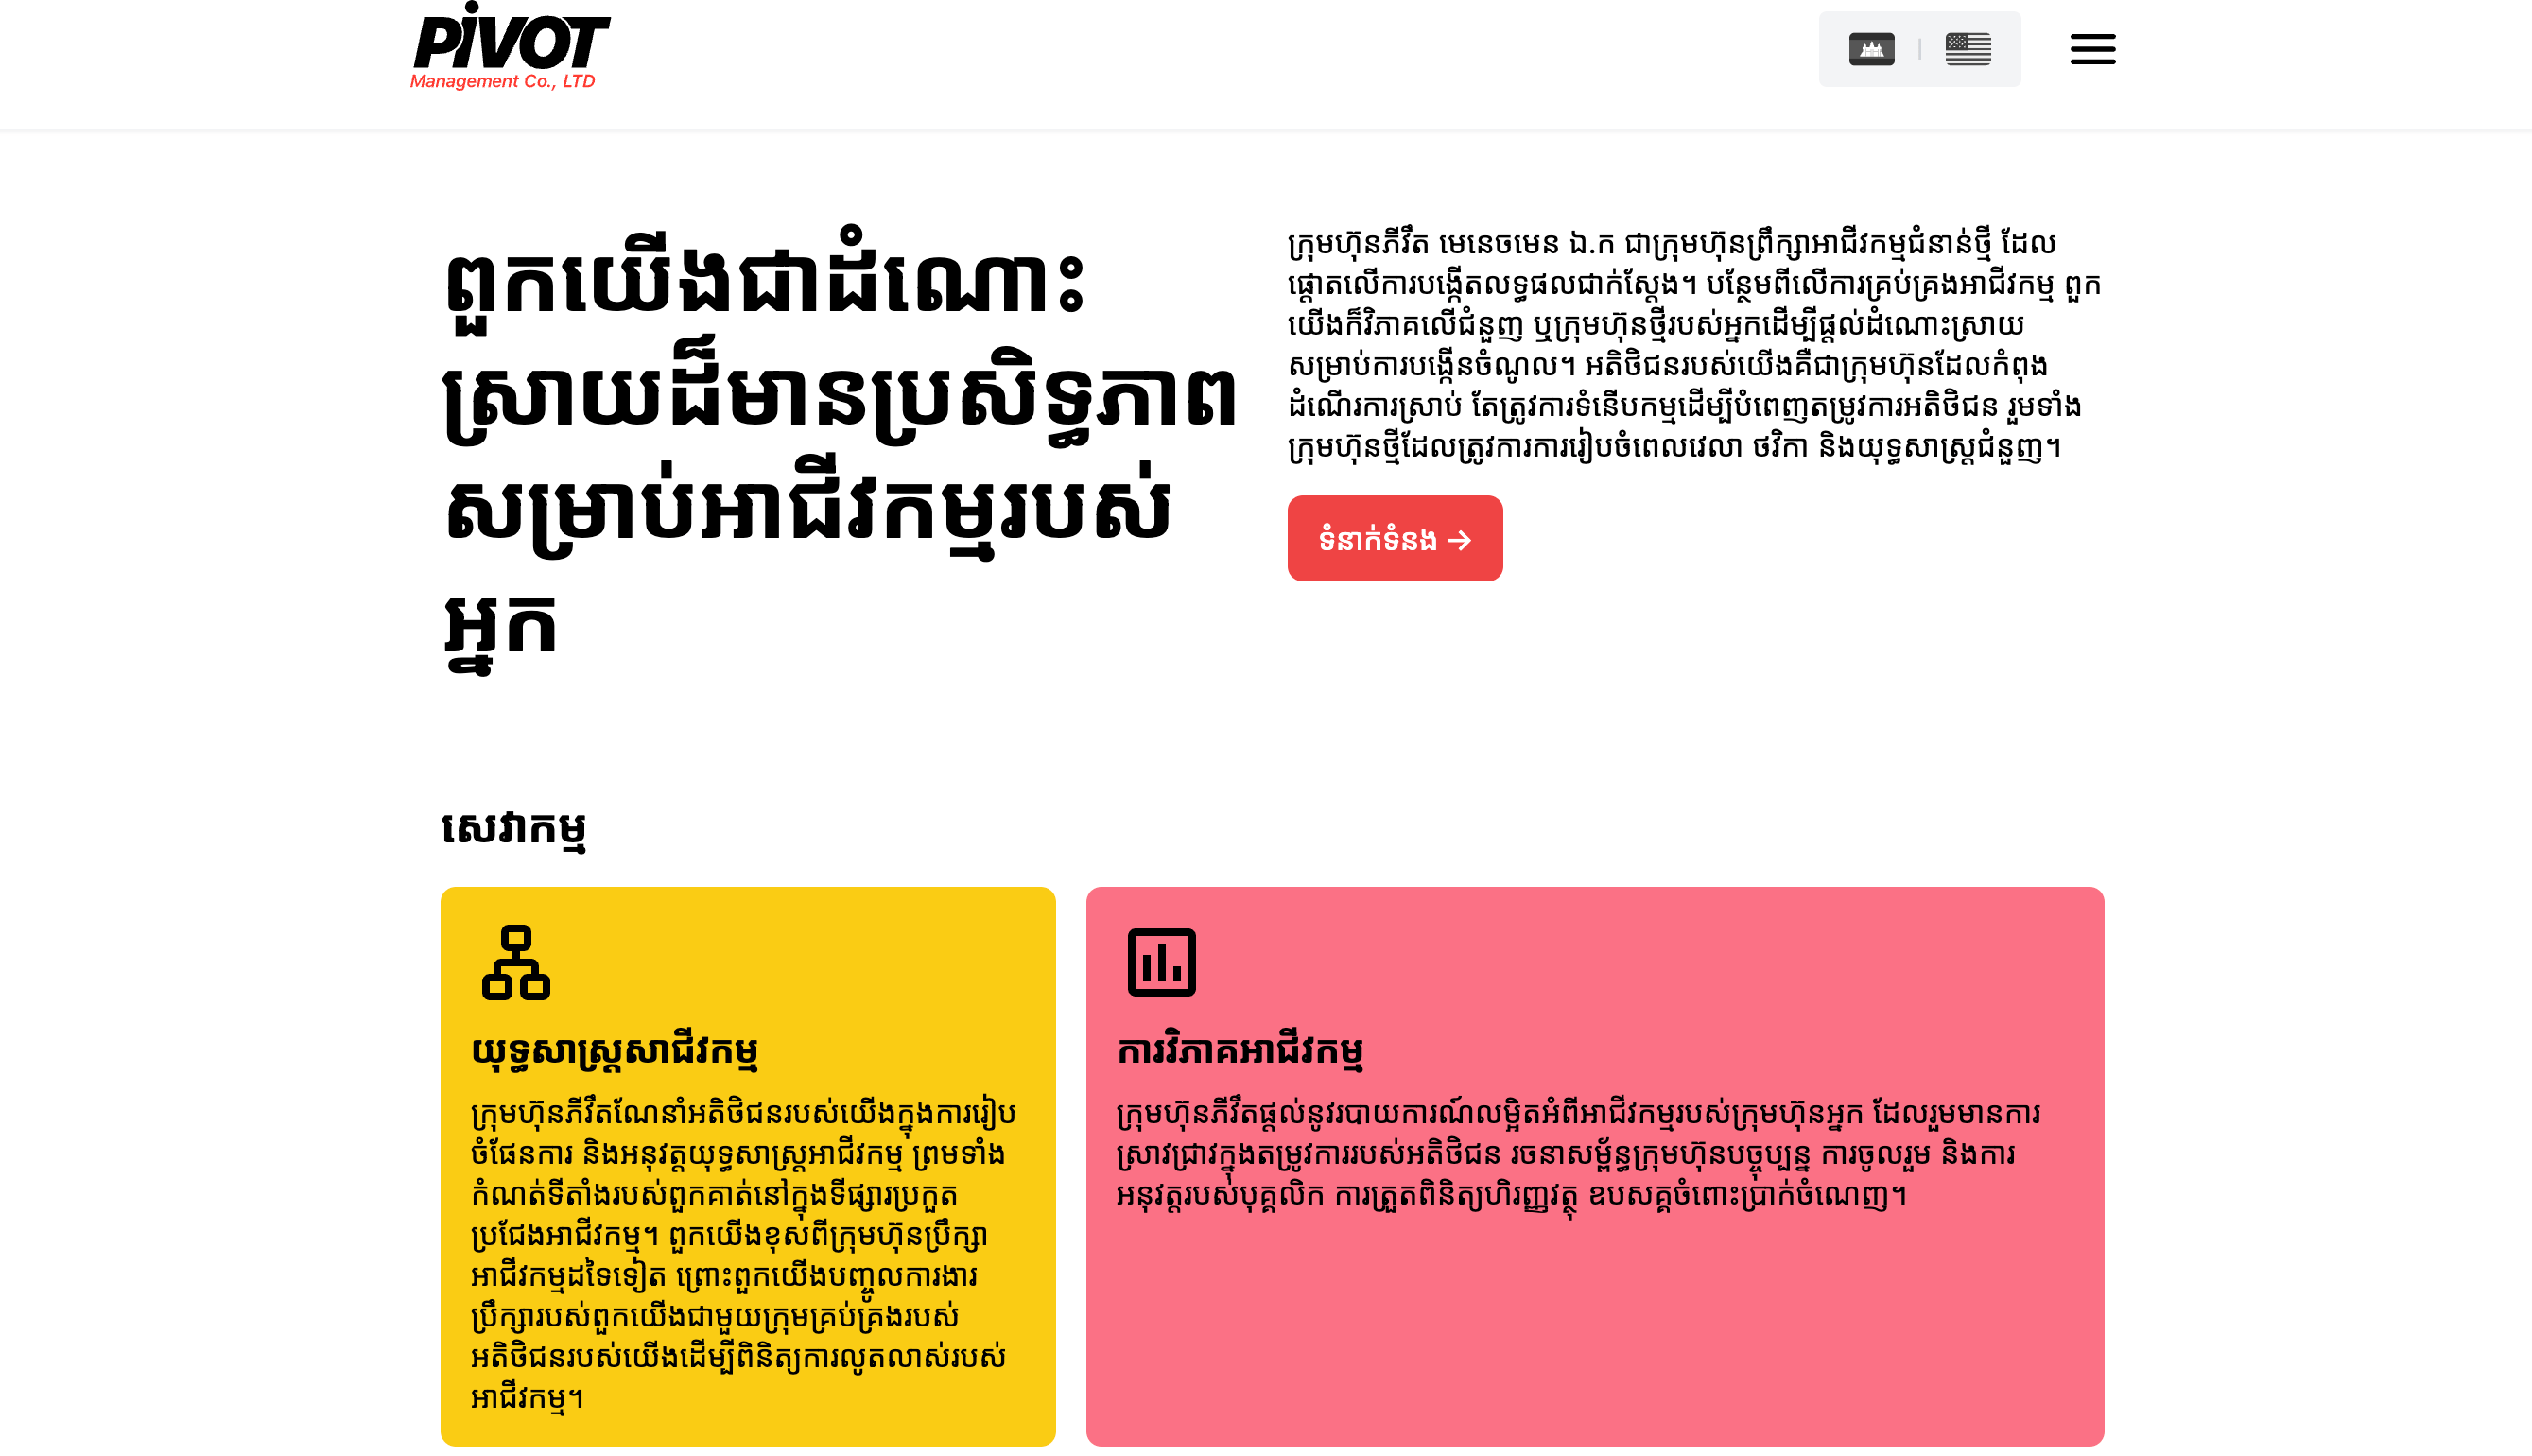 PiVOT
Management Co., LTD
ពួកយើងជាដំណោះ
ស្រាយដ៏មានប្រសិទ្ធភាព
សម្រាប់អាជីវកម្មរបស់
អ្នក
ក្រុមហ៊ុនភីវឹត មេនេចមេន ឯ.ក ជាក្រុមហ៊ុនព្រឹក្សាអាជីវកម្មជំនាន់ថ្មី ដែល
ផ្តោតលើការបង្កើតលទ្ធផលជាក់ស្តែង។ បន្ថែមពីលើការគ្រប់គ្រងអាជីវកម្ម ពួក
យើងក៏វិភាគលើជំនួញ ឬក្រុមហ៊ុនថ្មីរបស់អ្នកដើម្បីផ្តល់ដំណោះស្រាយ
សម្រាប់ការបង្កើនចំណូល។ អតិថិជនរបស់យើងគឺជាក្រុមហ៊ុនដែលកំពុង
ដំណើរការស្រាប់ តែត្រូវការទំនើបកម្មដើម្បីបំពេញតម្រូវការអតិថិជន រួមទាំង
ក្រុមហ៊ុនថ្មីដែលត្រូវការការរៀបចំពេលវេលា ថវិកា និងយុទ្ធសាស្ត្រជំនួញ។
ទំនាក់ទំនង →
សេវាកម្ម
យុទ្ធសាស្ត្រសាជីវកម្ម
ក្រុមហ៊ុនភីវឹតណែនាំអតិថិជនរបស់យើងក្នុងការរៀប
ចំផែនការ និងអនុវត្តយុទ្ធសាស្ត្រអាជីវកម្ម ព្រមទាំង
កំណត់ទីតាំងរបស់ពួកគាត់នៅក្នុងទីផ្សារប្រកួត
ប្រជែងអាជីវកម្ម។ ពួកយើងខុសពីក្រុមហ៊ុនប្រឹក្សា
អាជីវកម្មដទៃទៀត ព្រោះពួកយើងបញ្ចូលការងារ
ប្រឹក្សារបស់ពួកយើងជាមួយក្រុមគ្រប់គ្រងរបស់
អតិថិជនរបស់យើងដើម្បីពិនិត្យការលូតលាស់របស់
អាជីវកម្ម។
ការវិភាគអាជីវកម្ម
ក្រុមហ៊ុនភីវឹតផ្តល់នូវរបាយការណ៍លម្អិតអំពីអាជីវកម្មរបស់ក្រុមហ៊ុនអ្នក ដែលរួមមានការ
ស្រាវជ្រាវក្នុងតម្រូវការរបស់អតិថិជន រចនាសម្ព័ន្ធក្រុមហ៊ុនបច្ចុប្បន្ន ការចូលរួម និងការ
អនុវត្តរបស់បុគ្គលិក ការត្រួតពិនិត្យហិរញ្ញវត្ថុ ឧបសគ្គចំពោះប្រាក់ចំណេញ។